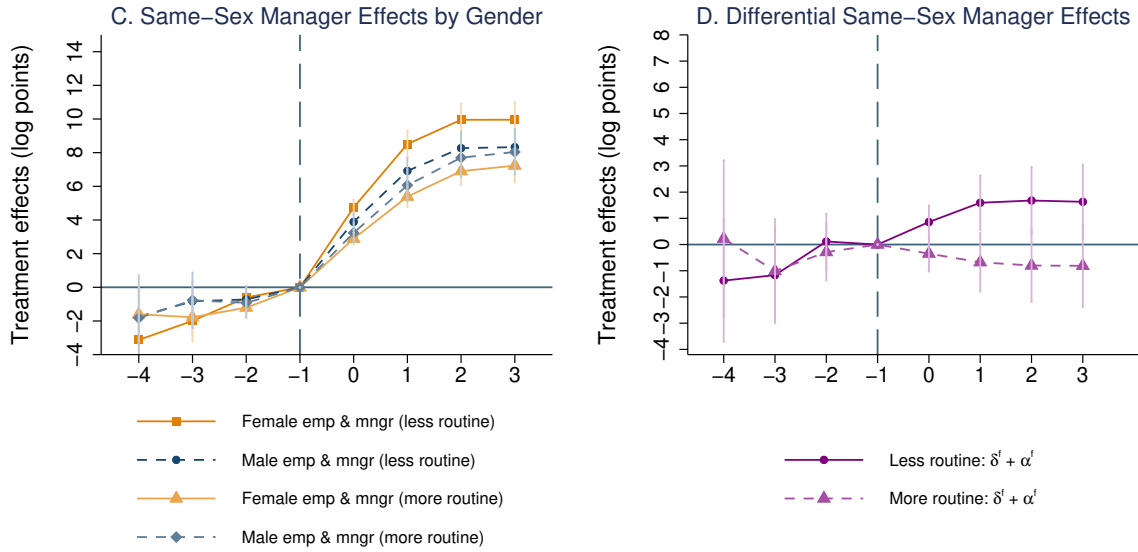 C. Same−Sex Manager Effects by Gender
Treatment effects (log points)
14
12
10
8
6
4
2
0
−2
−4
−4 −3 −2 −1 0 1 2 3
Female emp & mngr (less routine)
Male emp & mngr (less routine)
Female emp & mngr (more routine)
Male emp & mngr (more routine)
D. Differential Same−Sex Manager Effects
Treatment effects (log points)
8
7
6
5
4
3
2
1
0
−1
−2
−3
−4
−4 −3 −2 −1 0 1 2 3
Less routine: δᶠ + αᶠ
More routine: δᶠ + αᶠ